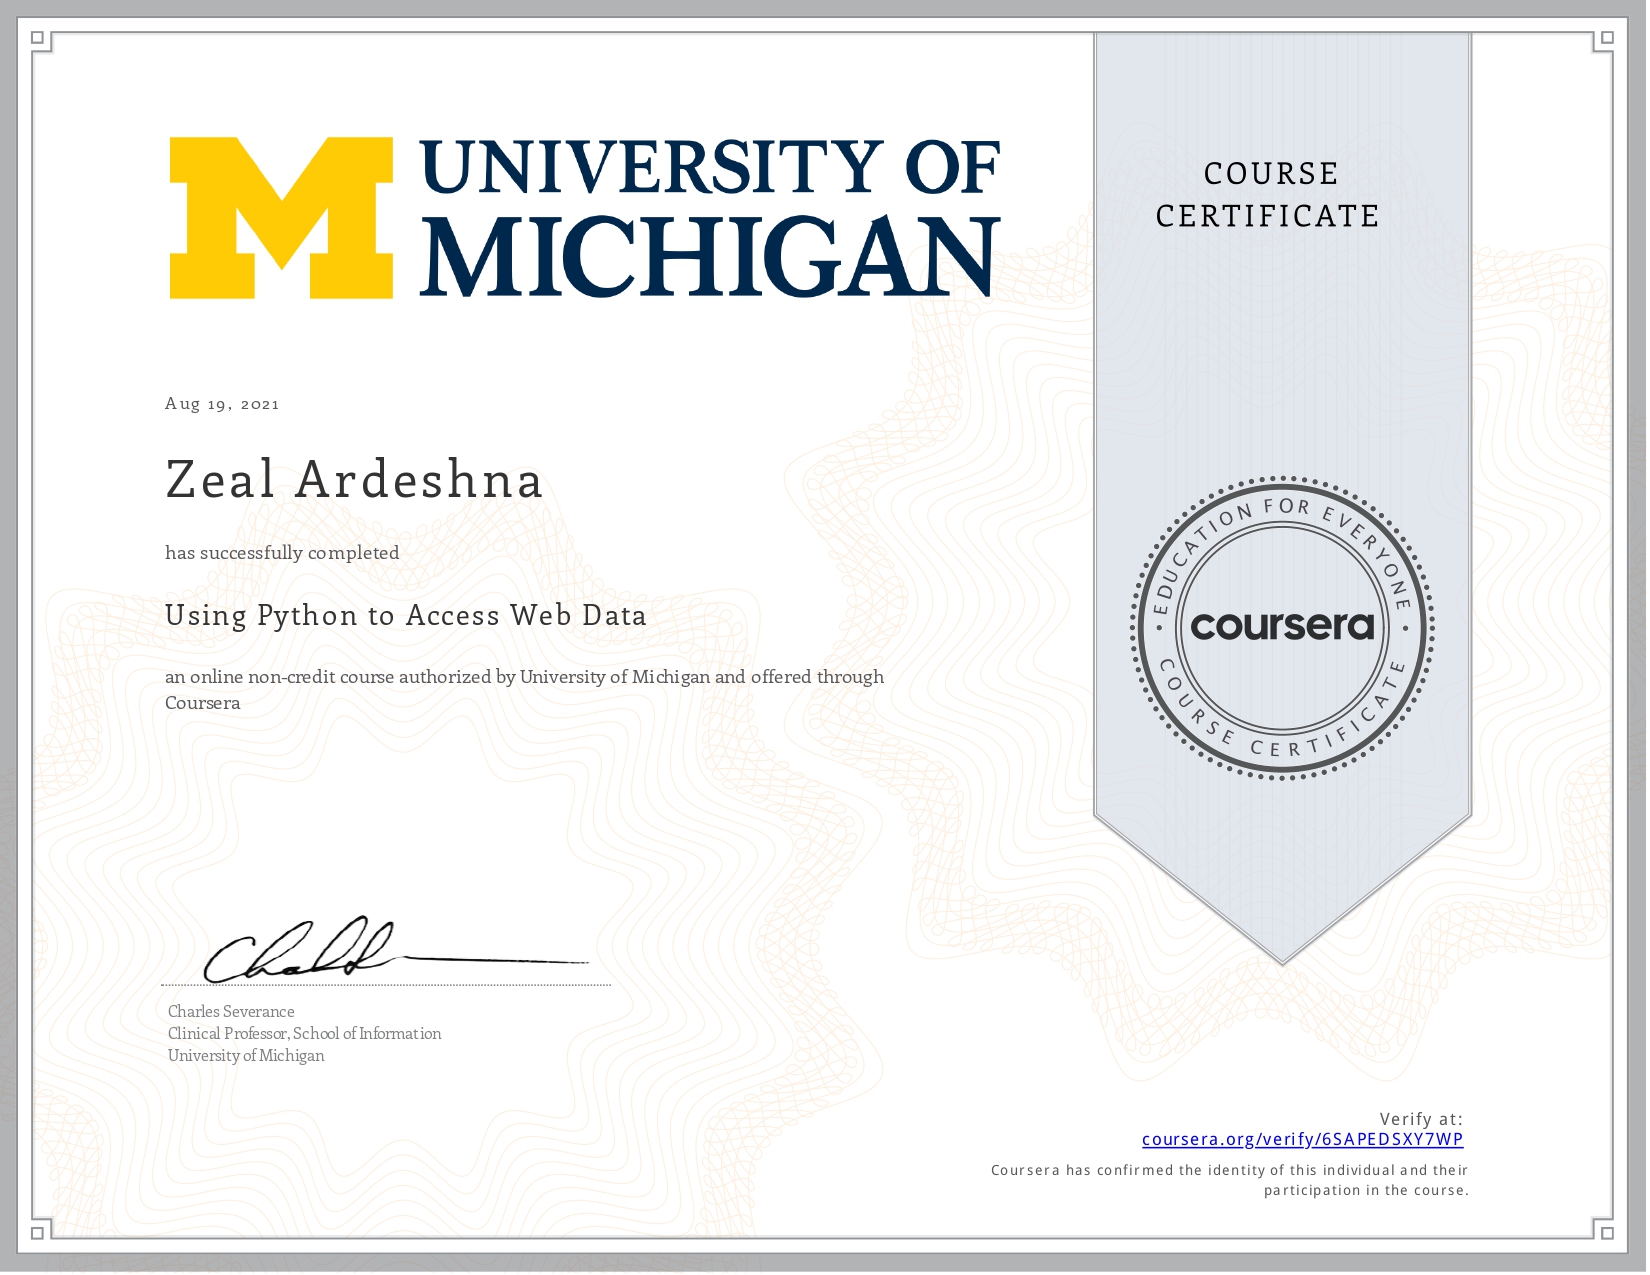 UNIVERSITY OF
MICHIGAN
COURSE
CERTIFICATE
Aug 19, 2021
Zeal Ardeshna
has successfully completed
Using Python to Access Web Data
an online non-credit course authorized by University of Michigan and offered through
Coursera
EDUCATION FOR EVERYONE
coursera
COURSE CERTIFICATE
Charles Severance
Clinical Professor, School of Information
University of Michigan
Verify at:
coursera.org/verify/6SAPEDSXY7WP
Coursera has confirmed the identity of this individual and their
participation in the course.